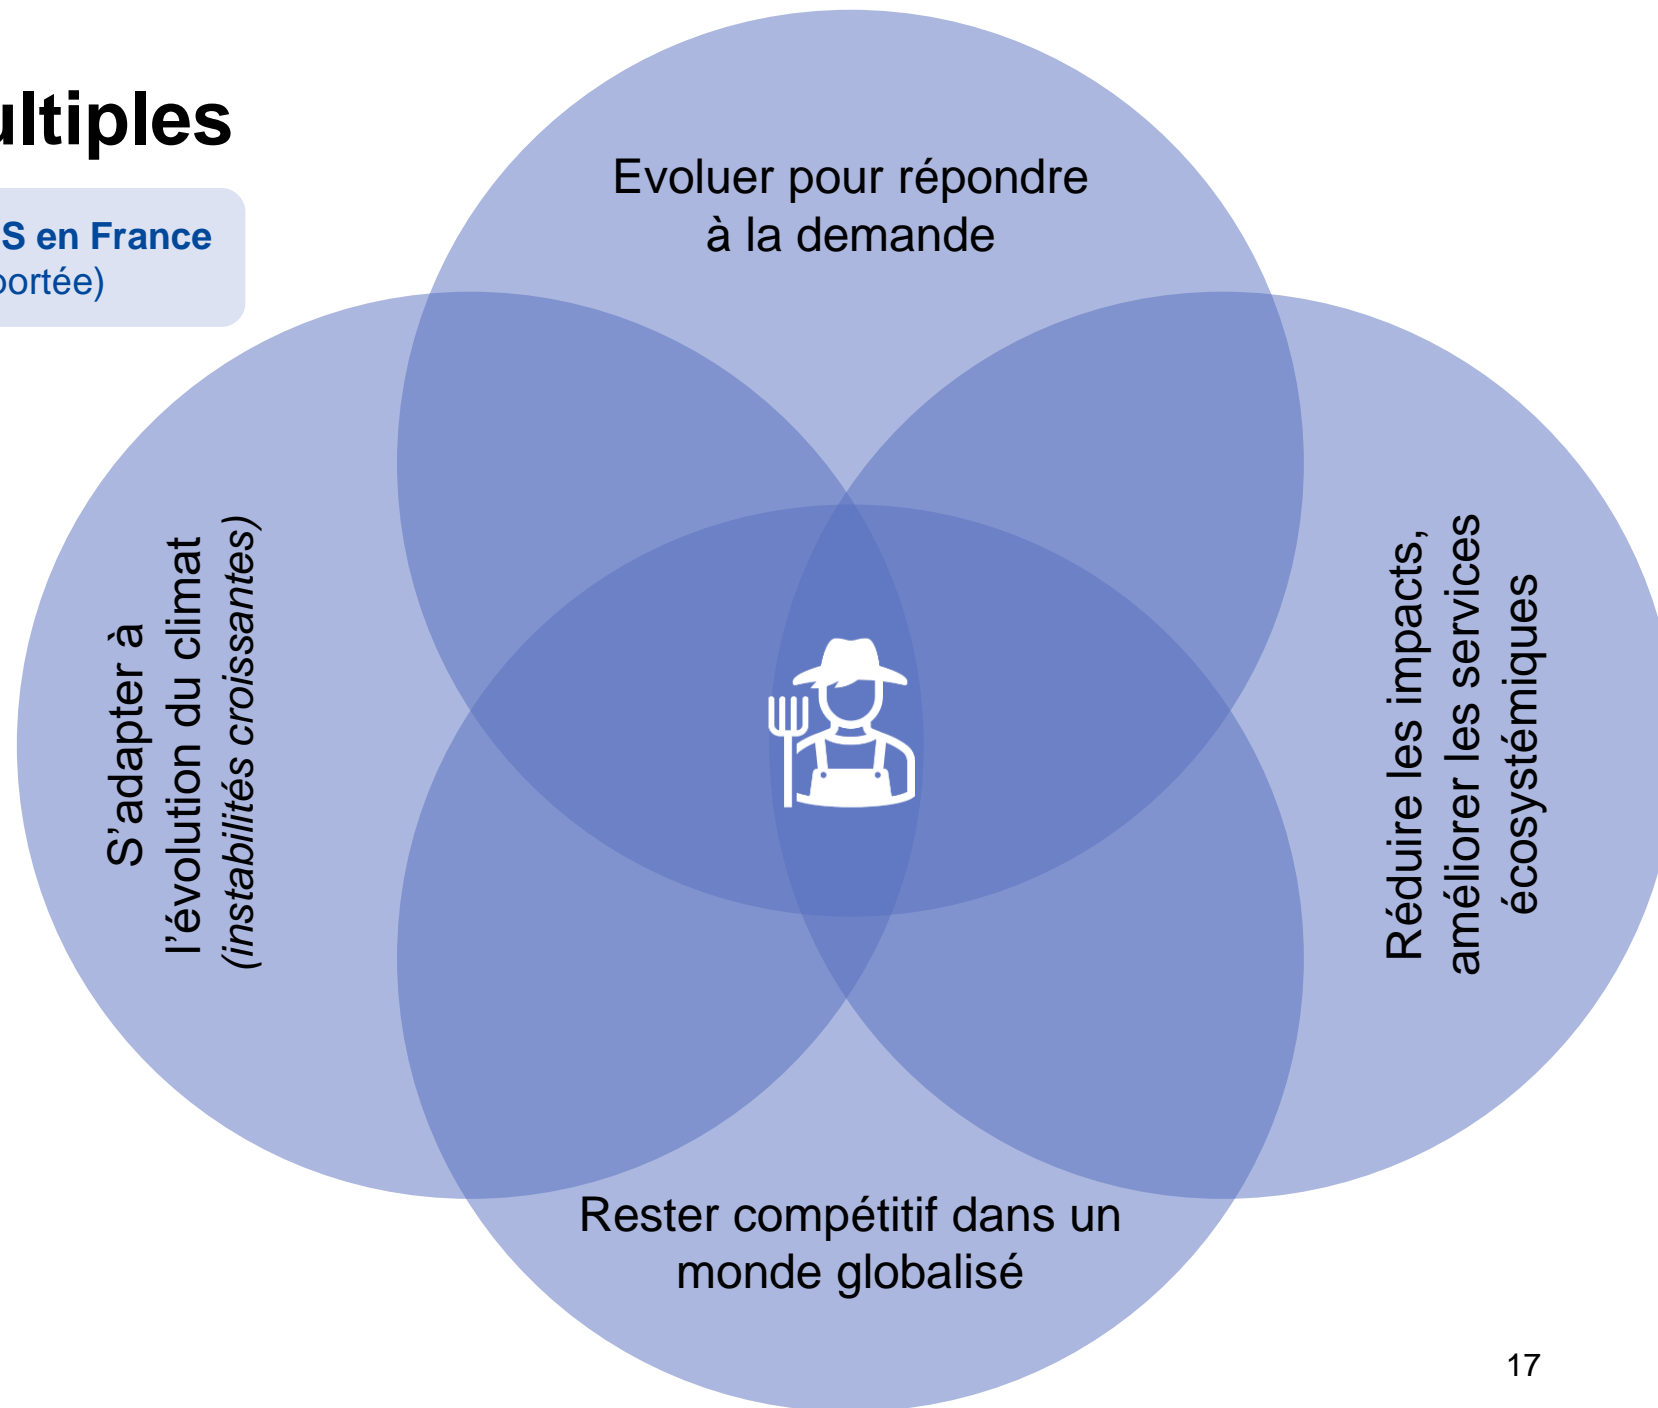 ultiples
S en France
portée)
Evoluer pour répondre
à la demande
S'adapter à
l'évolution du climat
(instabilités croissantes)
Réduire les impacts,
améliorer les services
écosystémiques
Rester compétitif dans un
monde globalisé
17